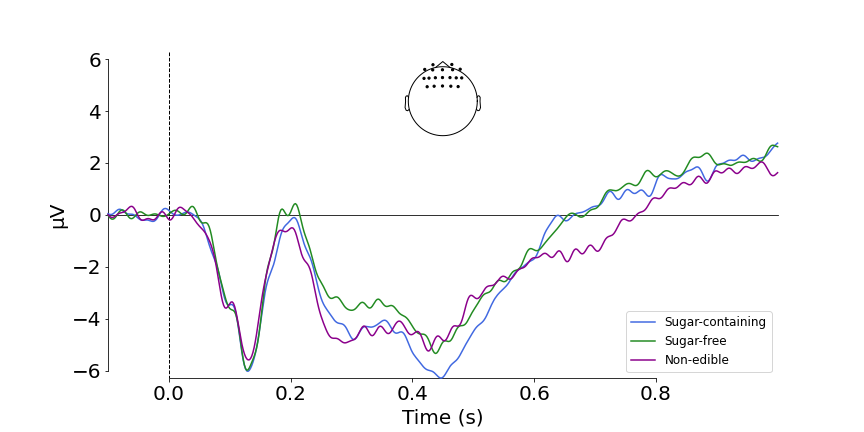 6
4
2
0
−2
−4
−6
µV
0.0 0.2 0.4 0.6 0.8
Time (s)
Sugar-containing
Sugar-free
Non-edible